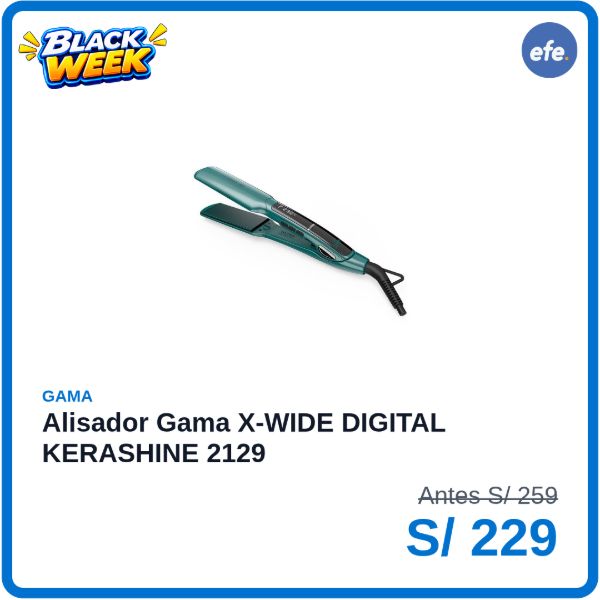 BLACK
WEEK
efe.
GAMA
Alisador Gama X-WIDE DIGITAL
KERASHINE 2129
Antes S/ 259
S/ 229